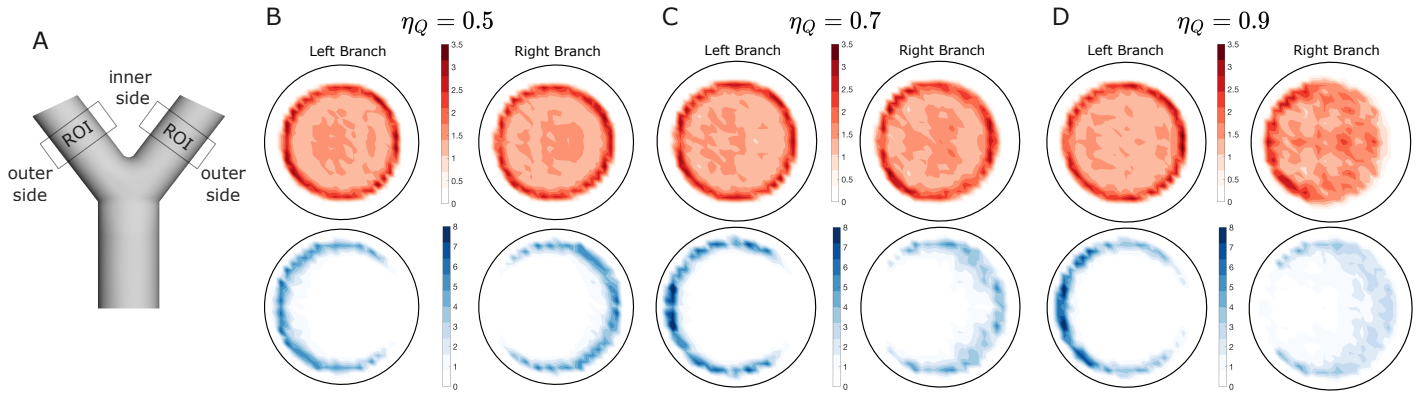 A
inner
side
ROI
ROI
outer
side
outer
side
B
η_Q = 0.5
Left Branch
Right Branch
3.5
3
2.5
2
1.5
1
0.5
0
8
7
6
5
4
3
2
1
0
C
η_Q = 0.7
Left Branch
Right Branch
3.5
3
2.5
2
1.5
1
0.5
0
8
7
6
5
4
3
2
1
0
D
η_Q = 0.9
Left Branch
Right Branch
3.5
3
2.5
2
1.5
1
0.5
0
8
7
6
5
4
3
2
1
0